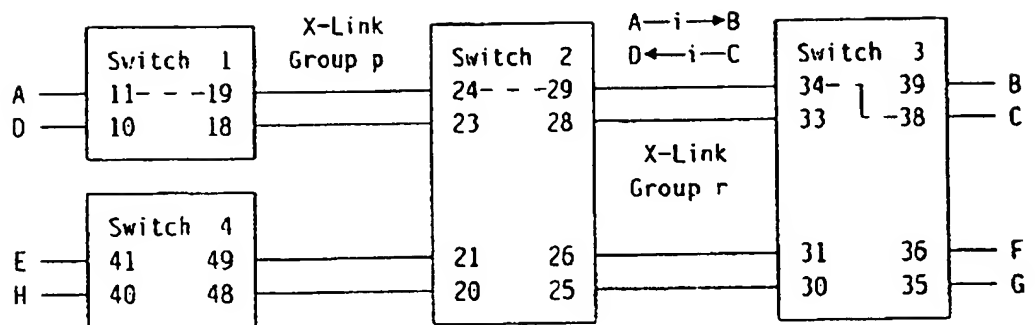 X-Link
Group p
A—i→B
D←i—C
Switch 1
11- - -19
10 18
A
D
Switch 2
24- - -29
23 28
21 26
20 25
Switch 3
34- 39
33 -38
31 36
30 35
B
C
X-Link
Group r
Switch 4
41 49
40 48
E
H
F
G